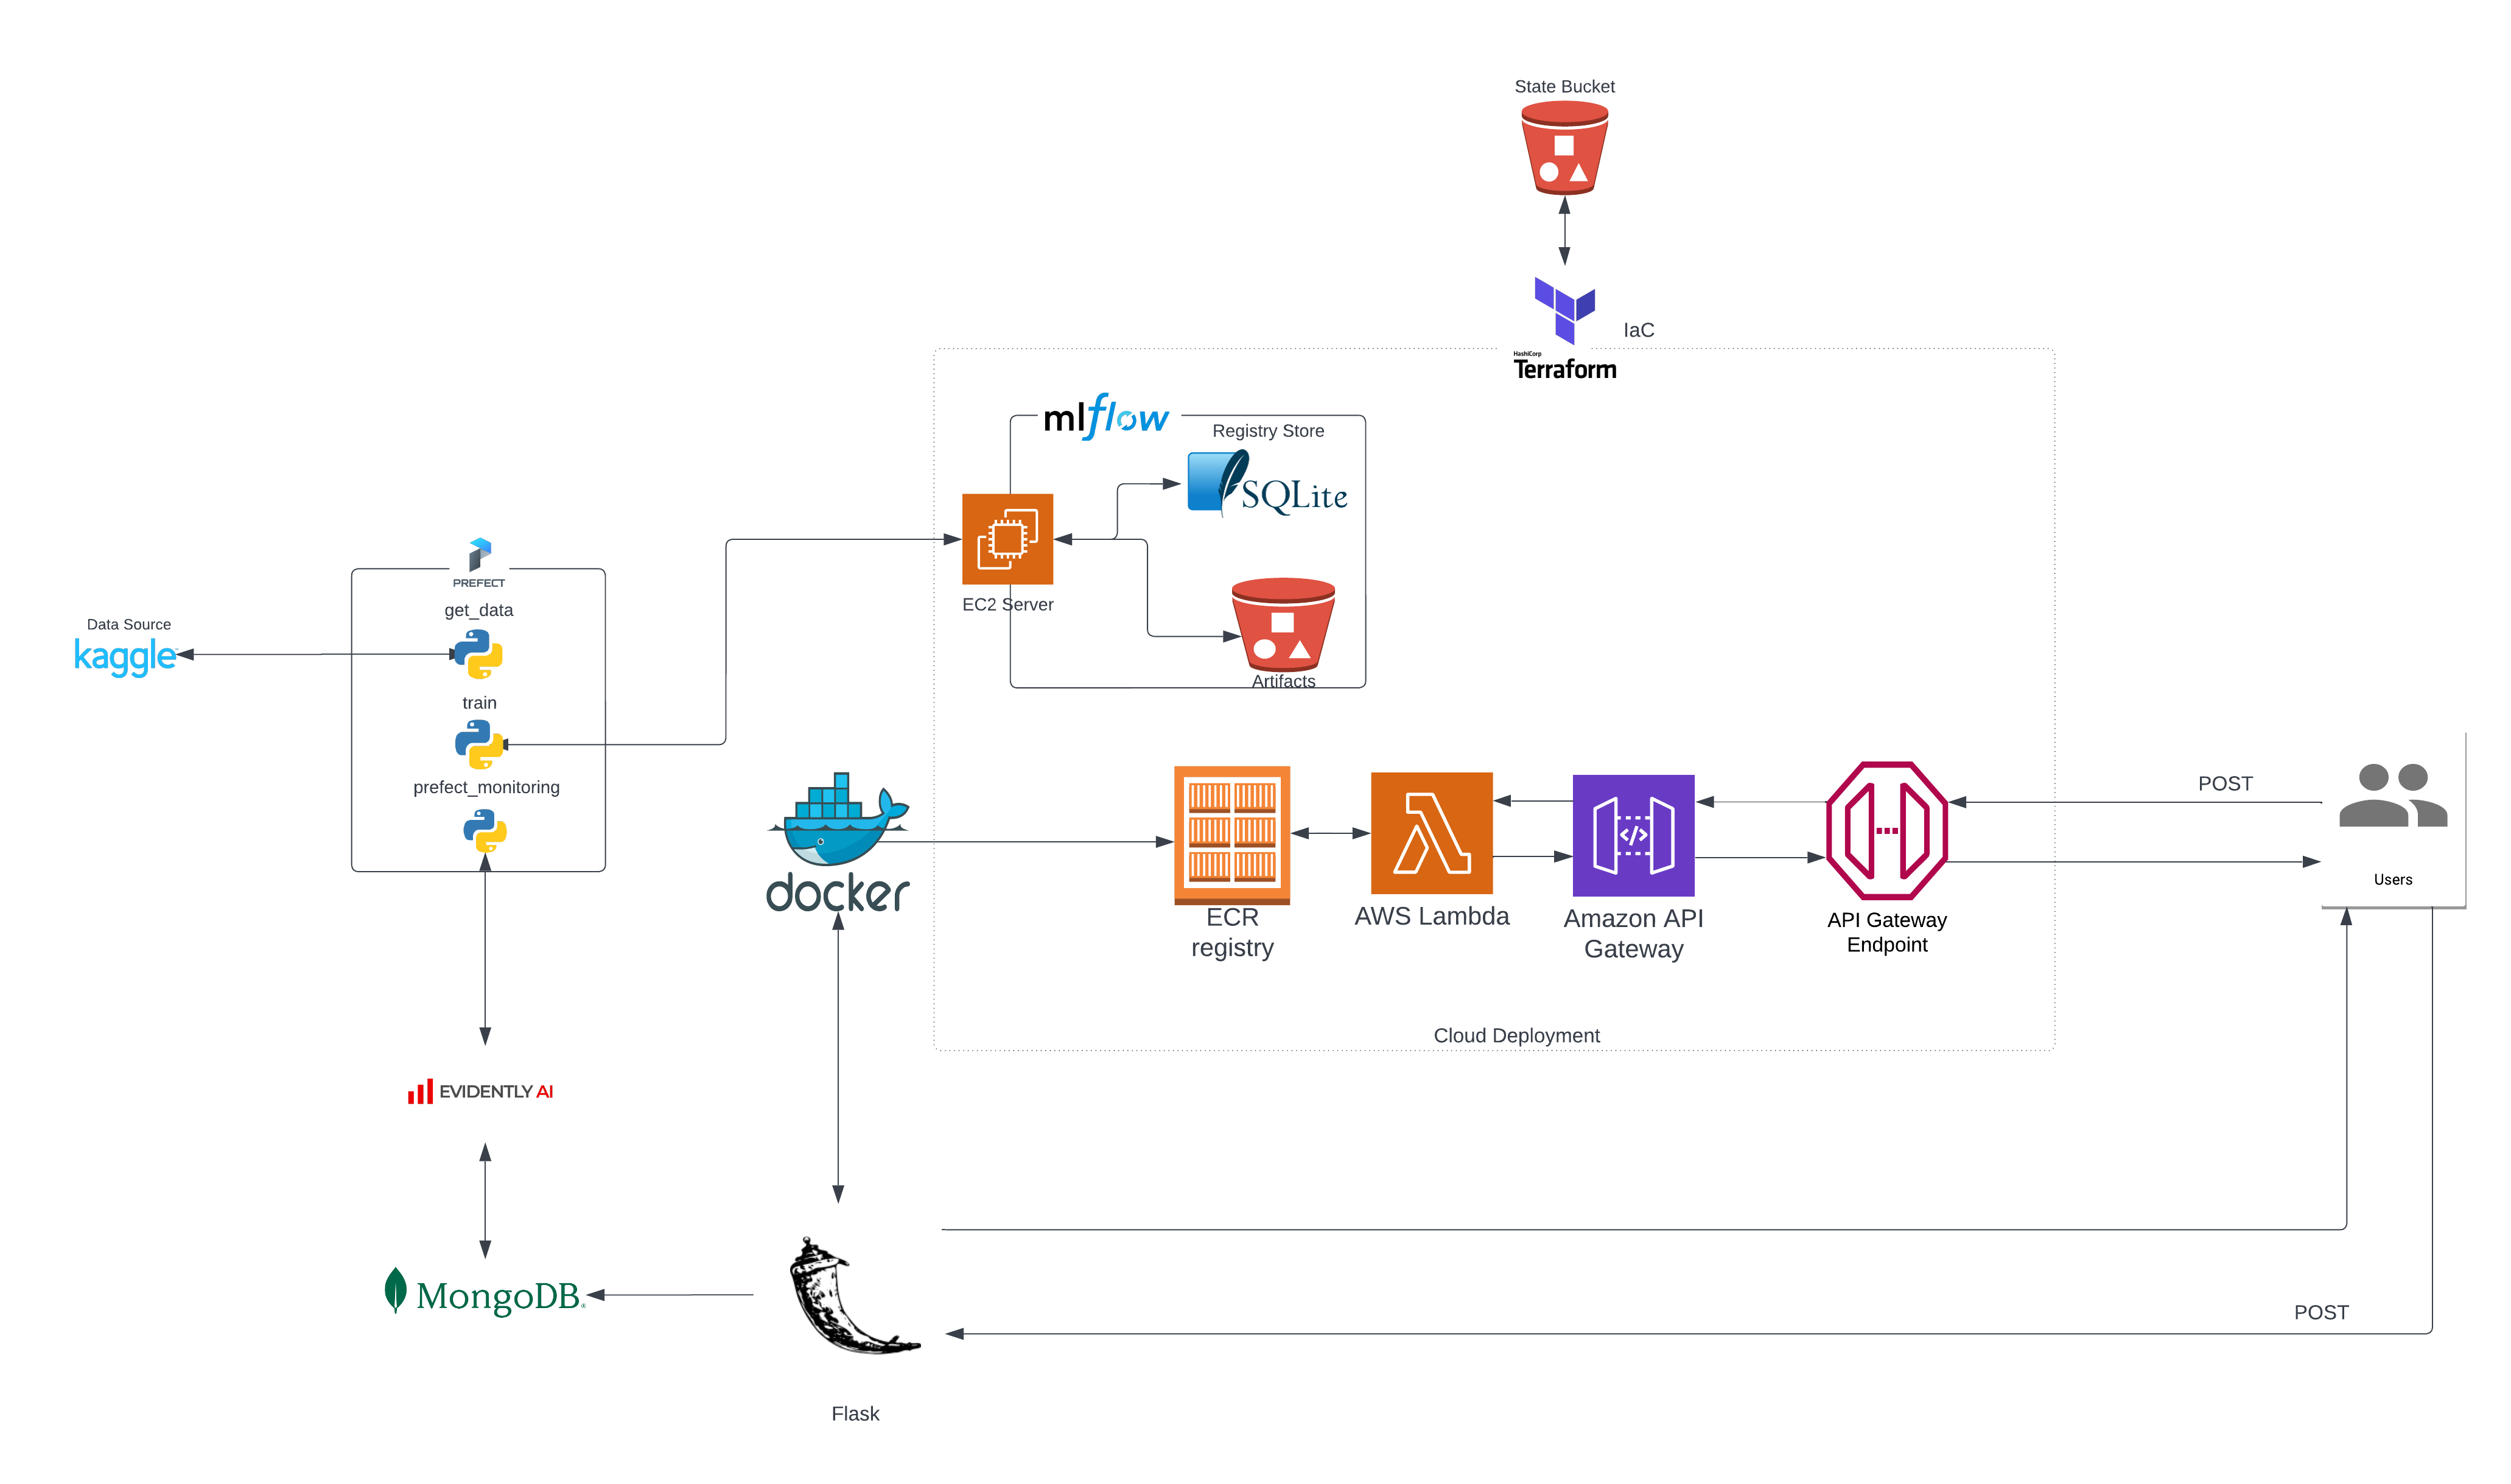 State Bucket
IaC
HashiCorp
Terraform
mlflow
Registry Store
SQLite
EC2 Server
Artifacts
PREFECT
get_data
Data Source
kaggle
train
prefect_monitoring
docker
ECR
registry
AWS Lambda
Amazon API
Gateway
API Gateway
Endpoint
POST
Users
Cloud Deployment
EVIDENTLY AI
MongoDB®
POST
Flask